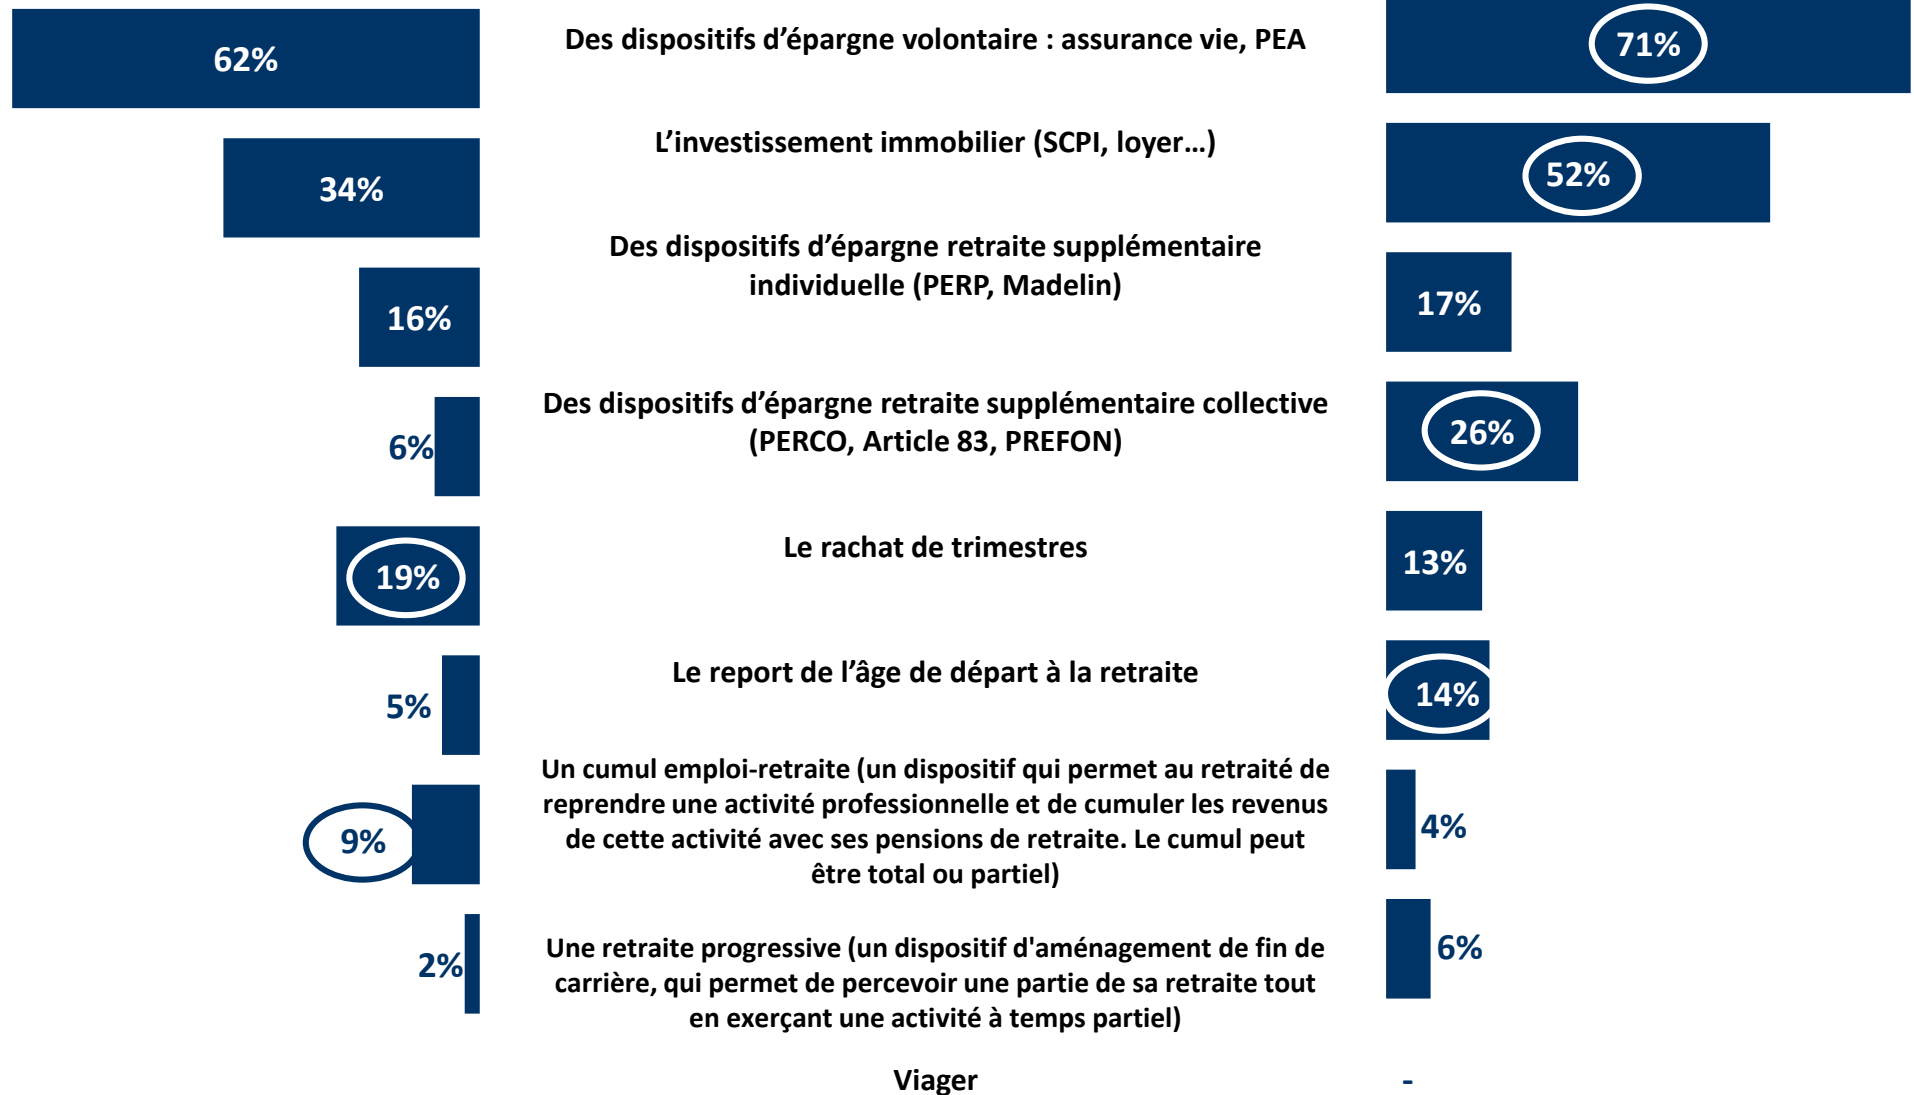 62%
Des dispositifs d’épargne volontaire : assurance vie, PEA
71%
34%
L’investissement immobilier (SCPI, loyer…)
52%
16%
Des dispositifs d’épargne retraite supplémentaire
individuelle (PERP, Madelin)
17%
6%
Des dispositifs d’épargne retraite supplémentaire collective
(PERCO, Article 83, PREFON)
26%
19%
Le rachat de trimestres
13%
5%
Le report de l’âge de départ à la retraite
14%
9%
Un cumul emploi-retraite (un dispositif qui permet au retraité de
reprendre une activité professionnelle et de cumuler les revenus
de cette activité avec ses pensions de retraite. Le cumul peut
être total ou partiel)
4%
2%
Une retraite progressive (un dispositif d'aménagement de fin de
carrière, qui permet de percevoir une partie de sa retraite tout
en exerçant une activité à temps partiel)
6%
Viager
-